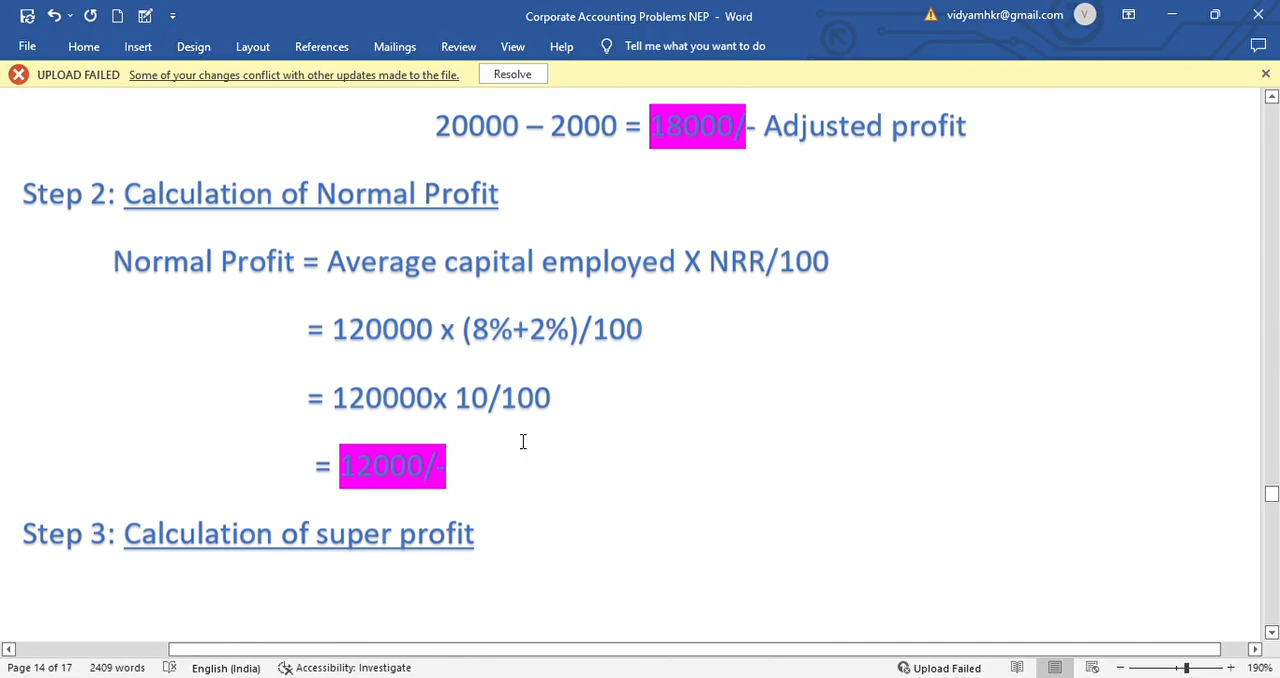 Corporate Accounting Problems NEP - Word
vidyamhkr@gmail.com V
File Home Insert Design Layout References Mailings Review View Help Tell me what you want to do
UPLOAD FAILED Some of your changes conflict with other updates made to the file. Resolve
20000 – 2000 = 18000/- Adjusted profit
Step 2: Calculation of Normal Profit
Normal Profit = Average capital employed X NRR/100
= 120000 x (8%+2%)/100
= 120000x 10/100
= 12000/-
Step 3: Calculation of super profit
Page 14 of 17 2409 words English (India) Accessibility: Investigate Upload Failed 190%